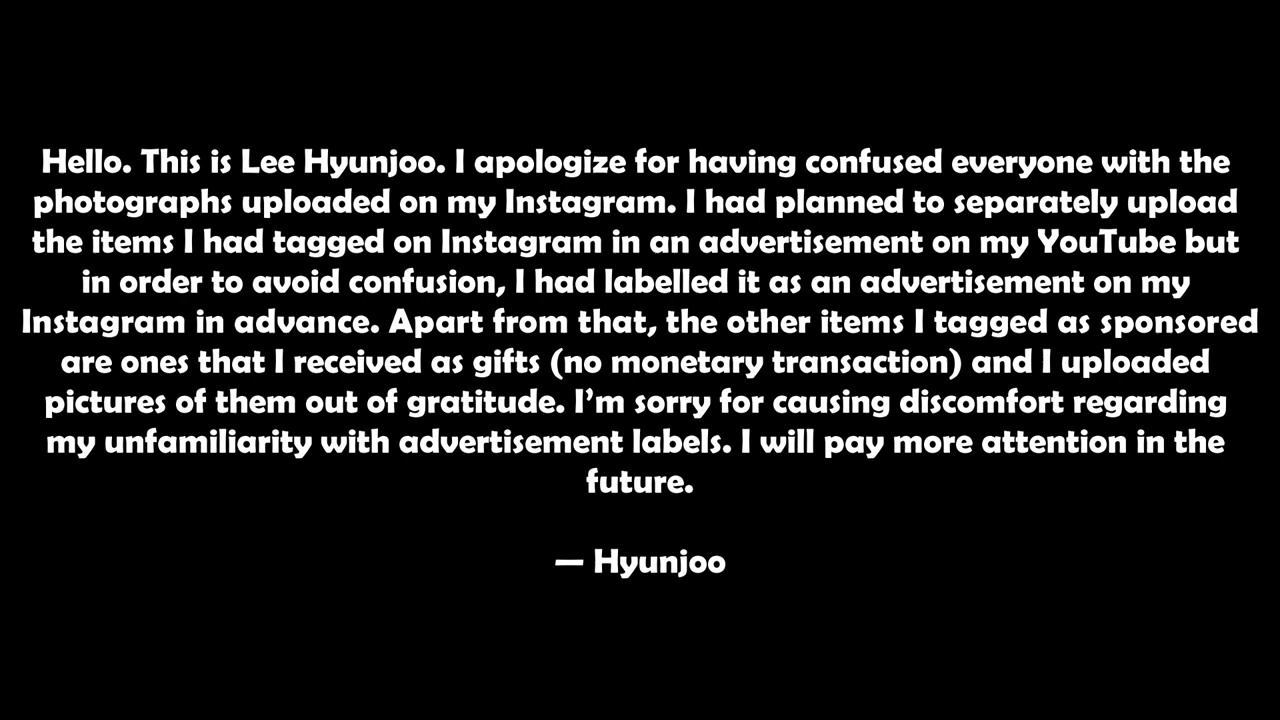 Hello. This is Lee Hyunjoo. I apologize for having confused everyone with the
photographs uploaded on my Instagram. I had planned to separately upload
the items I had tagged on Instagram in an advertisement on my YouTube but
in order to avoid confusion, I had labelled it as an advertisement on my
Instagram in advance. Apart from that, the other items I tagged as sponsored
are ones that I received as gifts (no monetary transaction) and I uploaded
pictures of them out of gratitude. I’m sorry for causing discomfort regarding
my unfamiliarity with advertisement labels. I will pay more attention in the
future.
— Hyunjoo